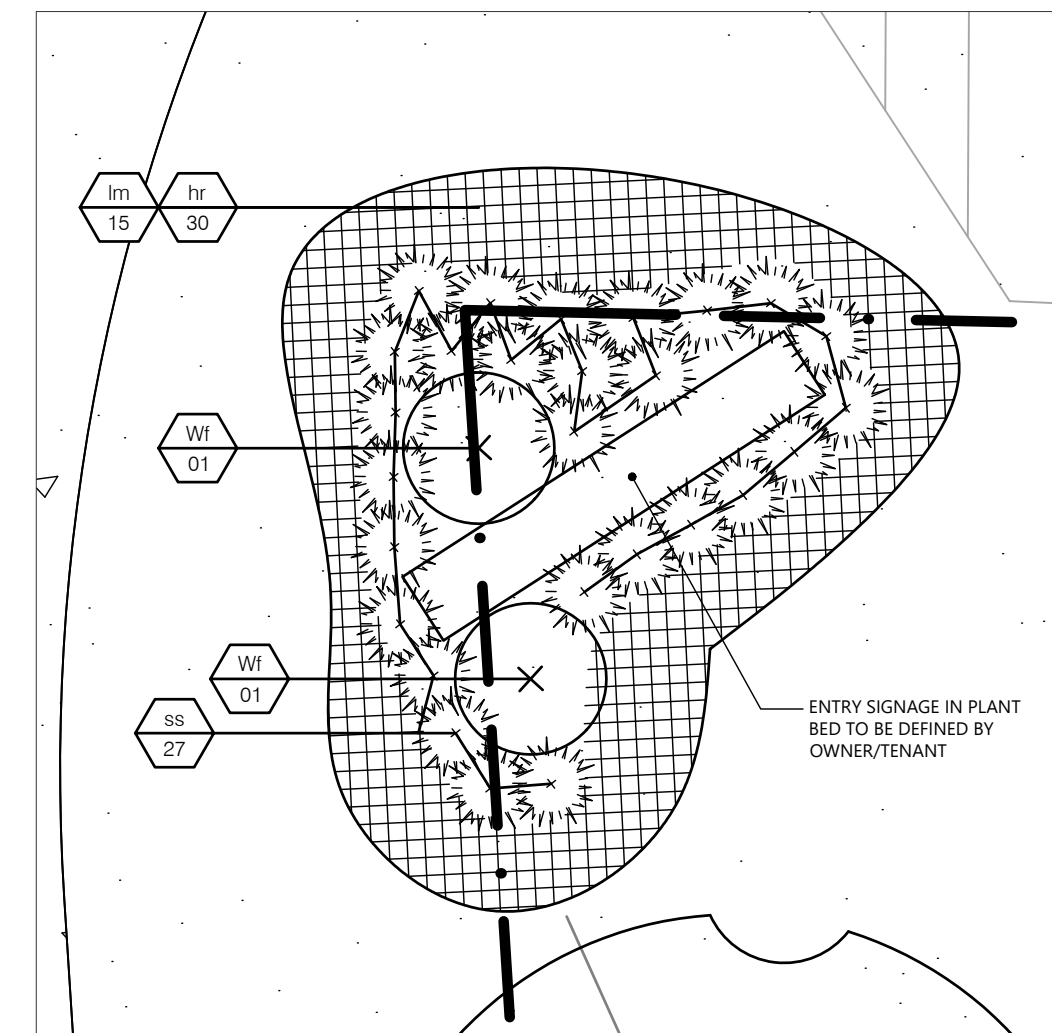 lm
15
hr
30
Wf
01
Wf
01
ss
27
ENTRY SIGNAGE IN PLANT
BED TO BE DEFINED BY
OWNER/TENANT